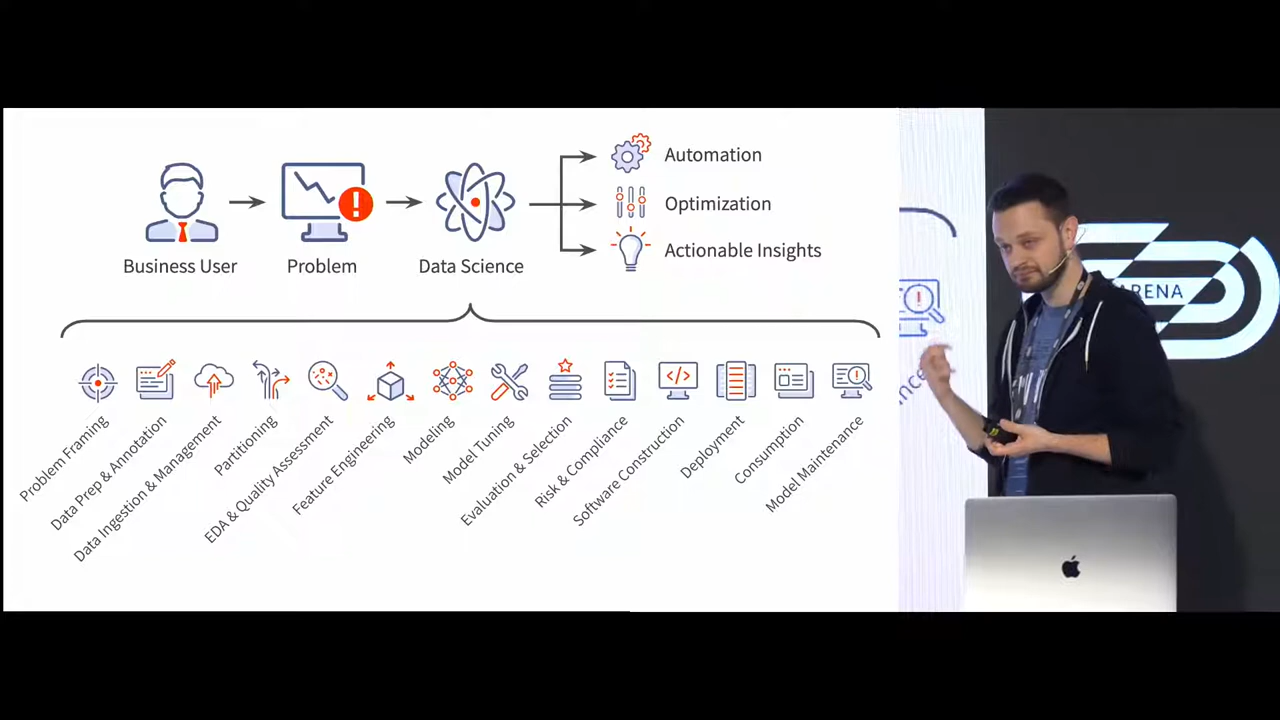 Automation
Optimization
Actionable Insights
Business User
Problem
Data Science
Problem Framing
Data Prep & Annotation
Data Ingestion & Management
Partitioning
EDA & Quality Assessment
Feature Engineering
Modeling
Model Tuning
Evaluation & Selection
Risk & Compliance
Software Construction
Deployment
Consumption
Model Maintenance
ARENA